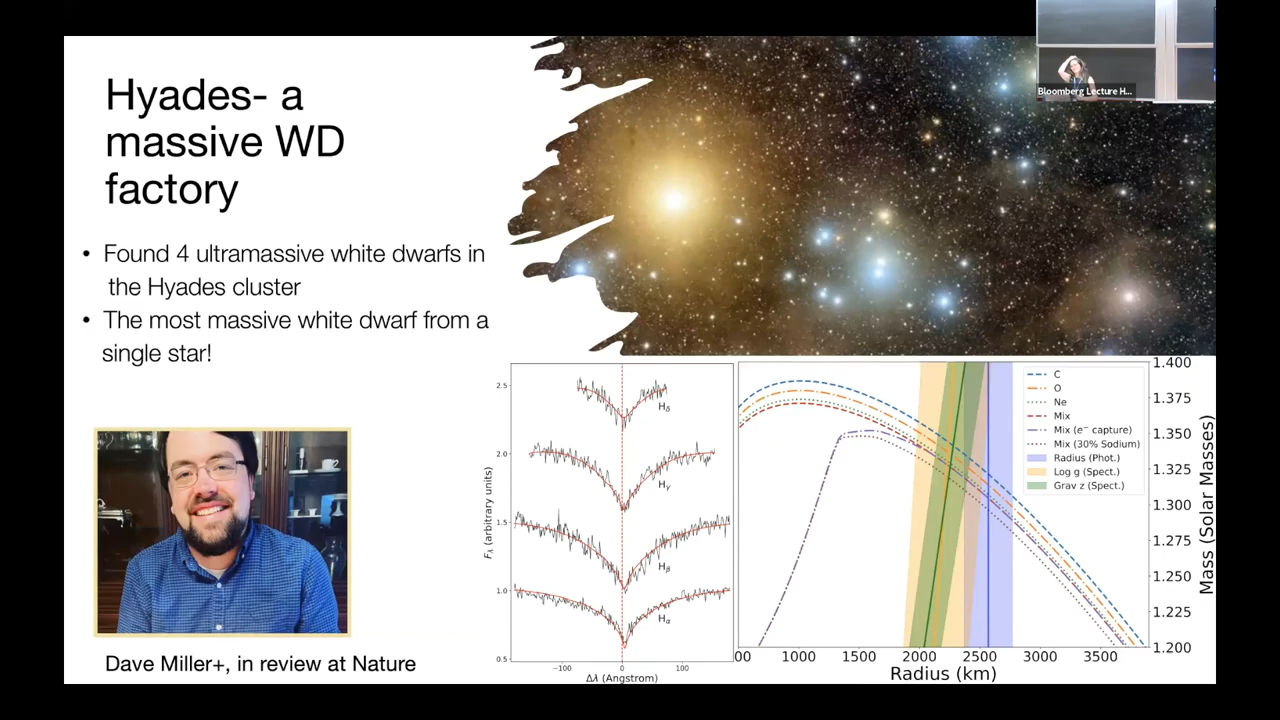 Hyades- a
massive WD
factory
• Found 4 ultramassive white dwarfs in
the Hyades cluster
• The most massive white dwarf from a
single star!
Dave Miller+, in review at Nature
Bloomberg Lecture H...
2.5
2.0
1.5
1.0
0.5
Fλ (arbitrary units)
Hδ
Hγ
Hβ
Hα
−100 0 100
Δλ (Angstrom)
C
O
Ne
Mix
Mix (e⁻ capture)
Mix (30% Sodium)
Radius (Phot.)
Log g (Spect.)
Grav z (Spect.)
1.400
1.375
1.350
1.325
1.300
1.275
1.250
1.225
1.200
Mass (Solar Masses)
00 1000 1500 2000 2500 3000 3500
Radius (km)